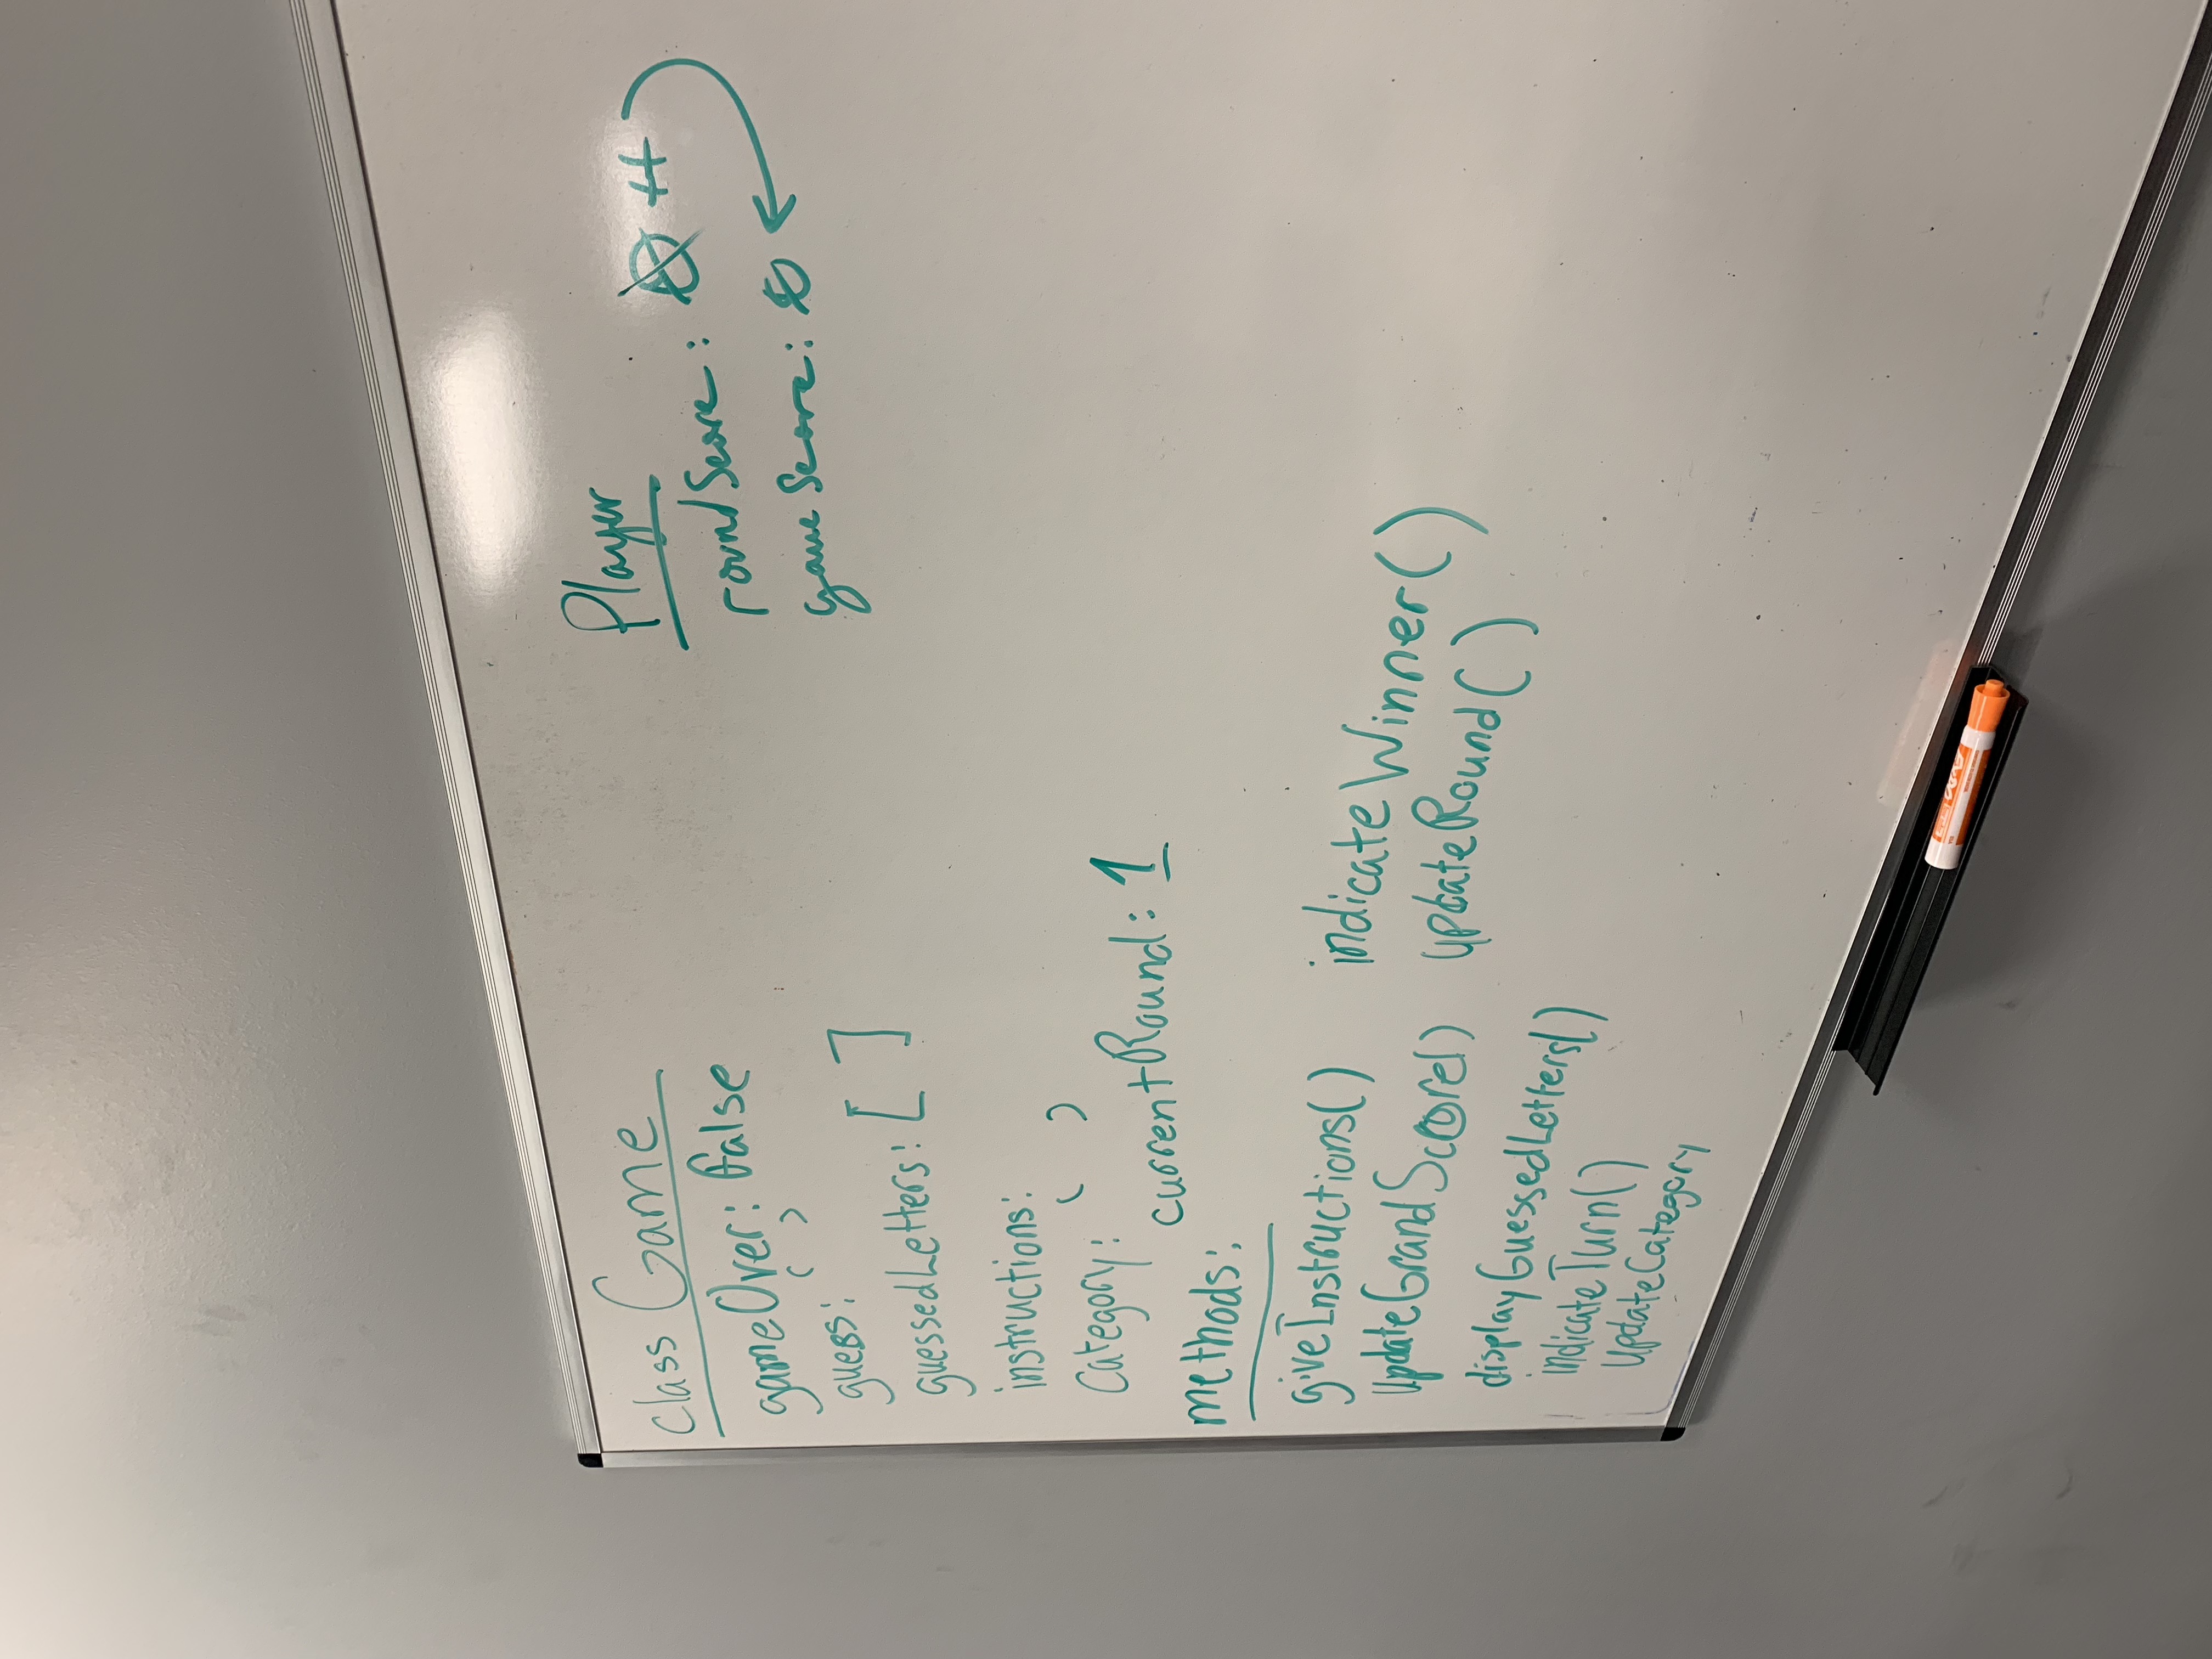 class Game
gameOver: false
guess: ' '
guessedLetters: [ ]
instructions:
Category: ' '
currentRound: 1
methods:
giveInstructions()
updateGrandScore()
displayGuessedLetters()
indicateTurn()
updateCategory
indicateWinner()
updateRound()
Player
roundScore: #
gameScore: 0